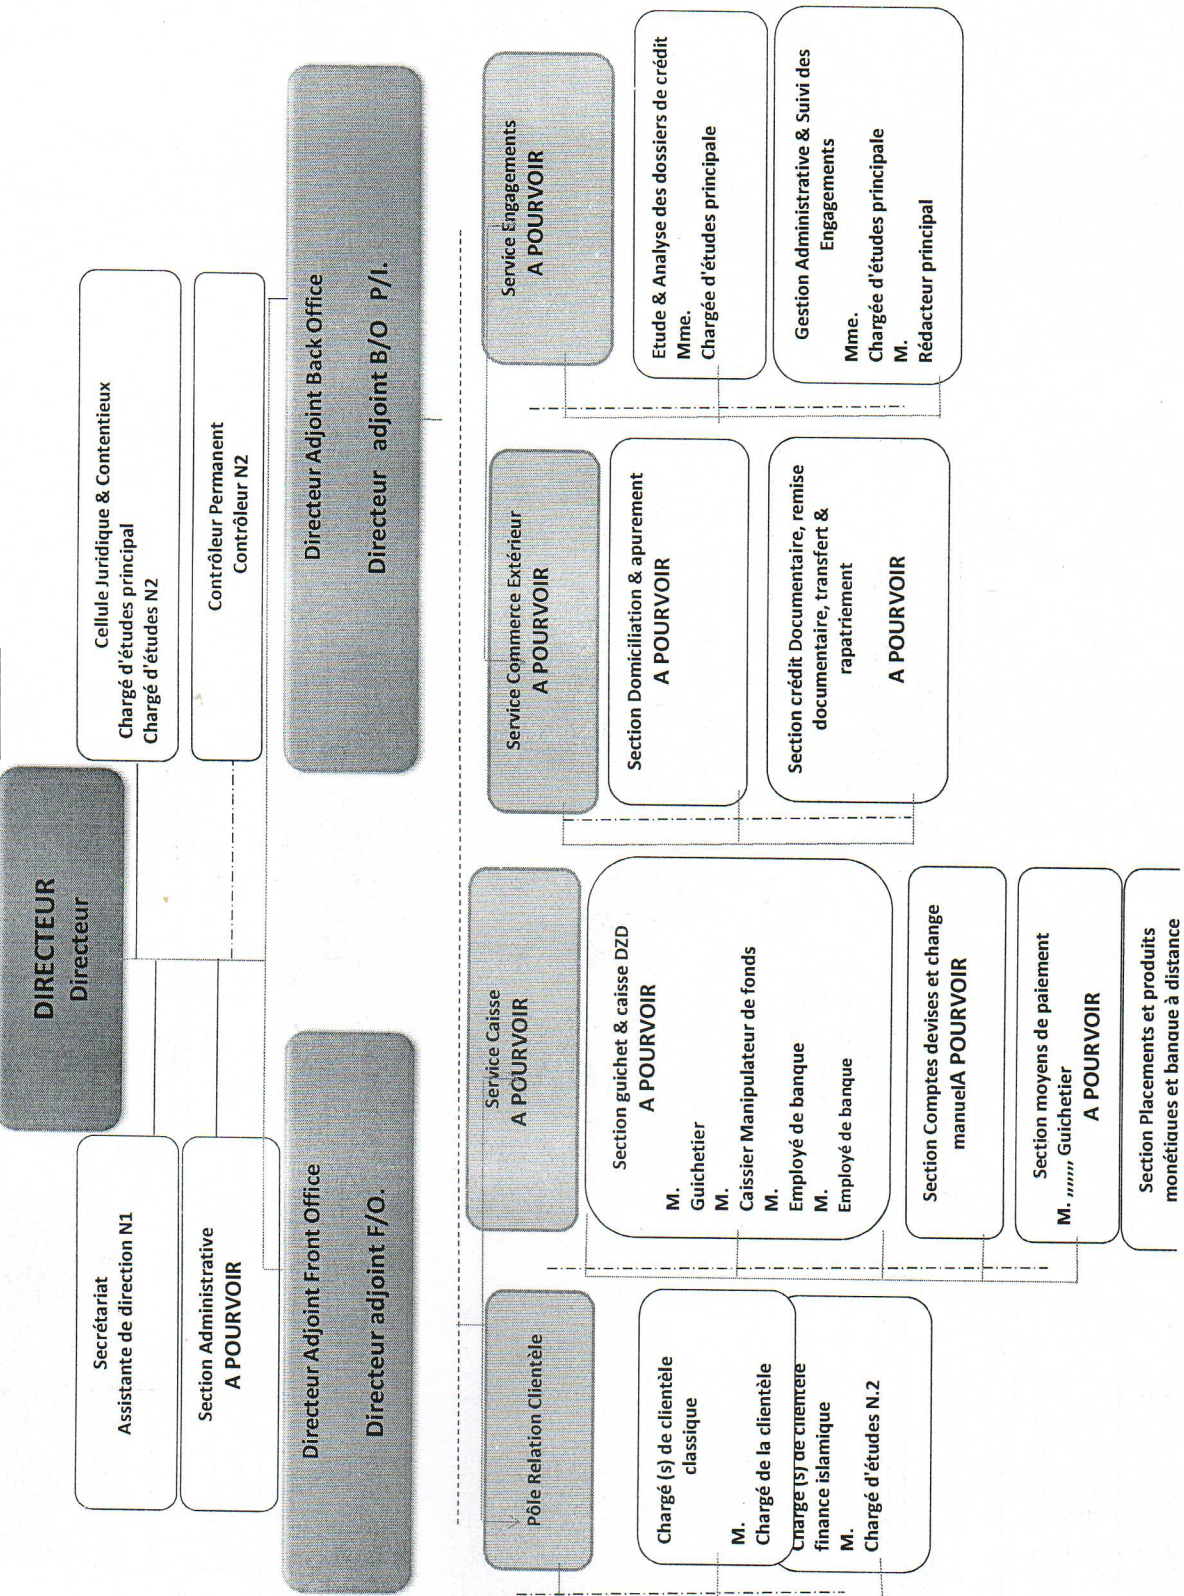 DIRECTEUR
Directeur
Secrétariat
Assistante de direction N1
Section Administrative
A POURVOIR
Cellule Juridique & Contentieux
Chargé d'études principal
Chargé d'études N2
Contrôleur Permanent
Contrôleur N2
Directeur Adjoint Front Office
Directeur adjoint F/O.
Directeur Adjoint Back Office
Directeur adjoint B/O P/I.
Pôle Relation Clientèle
Chargé (s) de clientèle
classique
M.
Chargé de la clientèle
Chargé (s) de clientèle
finance islamique
M.
Chargé d'études N.2
Service Caisse
A POURVOIR
Section guichet & caisse DZD
A POURVOIR
M.
Guichetier
M.
Caissier Manipulateur de fonds
M.
Employé de banque
M.
Employé de banque
Section Comptes devises et change
manuelA POURVOIR
Section moyens de paiement
M. ,,,,,,, Guichetier
A POURVOIR
Section Placements et produits
monétiques et banque à distance
Service Commerce Extérieur
A POURVOIR
Section Domiciliation & apurement
A POURVOIR
Section crédit Documentaire, remise
documentaire, transfert &
rapatriement
A POURVOIR
Service Engagements
A POURVOIR
Etude & Analyse des dossiers de crédit
Mme.
Chargée d'études principale
Gestion Administrative & Suivi des
Engagements
Mme.
Chargée d'études principale
M.
Rédacteur principal